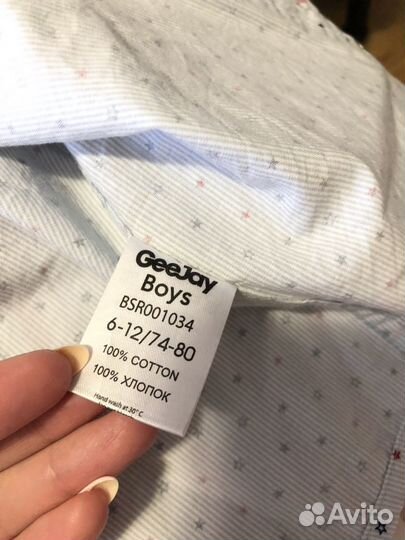 GeeJay
Boys
BSR001034
6-12/74-80
100% COTTON
100% ХЛОПОК
Hand wash at 30°C
Avito